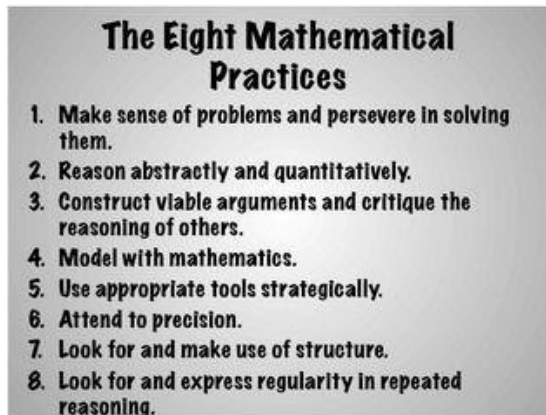 The Eight Mathematical
Practices
1. Make sense of problems and persevere in solving
them.
2. Reason abstractly and quantitatively.
3. Construct viable arguments and critique the
reasoning of others.
4. Model with mathematics.
5. Use appropriate tools strategically.
6. Attend to precision.
7. Look for and make use of structure.
8. Look for and express regularity in repeated
reasoning.